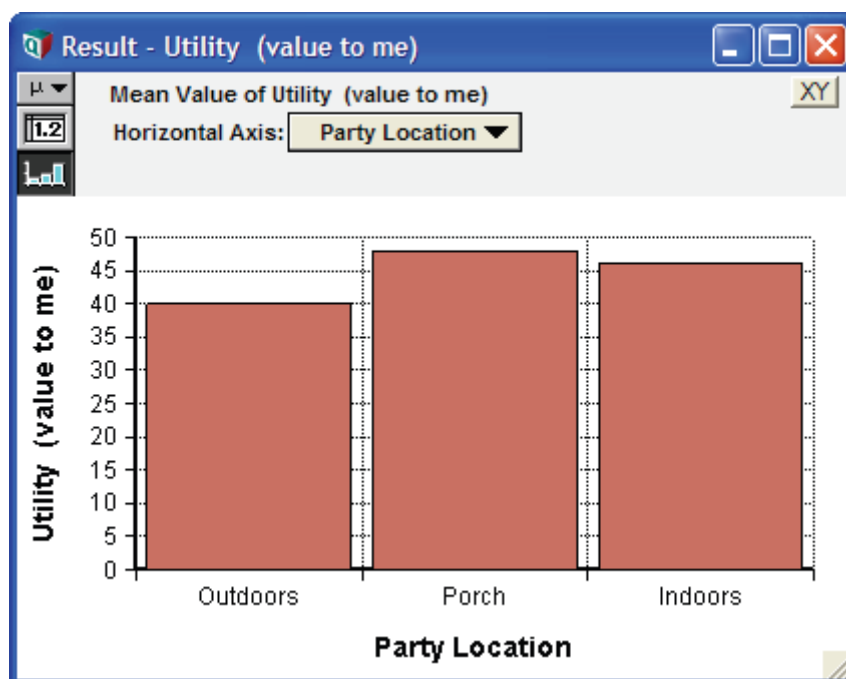 Result - Utility (value to me)
μ
Mean Value of Utility (value to me)
XY
1.2
Horizontal Axis: Party Location
Utility (value to me)
50
45
40
35
30
25
20
15
10
5
0
Outdoors Porch Indoors
Party Location